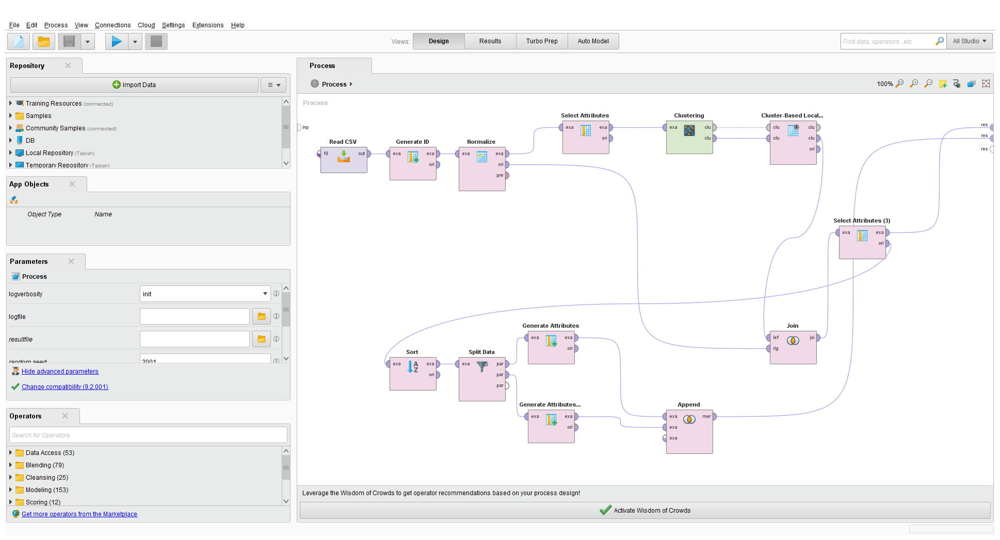 File Edit Process View Connections Cloud Settings Extensions Help
Views: Design Results Turbo Prep Auto Model
Find data, operators...etc
All Studio
Repository
Import Data
Training Resources (connected)
Samples
Community Samples (connected)
DB
Local Repository (Tabish)
Temporary Repository (Tabish)
App Objects
Object Type Name
Parameters
Process
logverbosity init
logfile
resultfile
random seed 2001
Hide advanced parameters
Change compatibility (9.2.001)
Operators
Search for Operators
Data Access (53)
Blending (79)
Cleansing (25)
Modeling (153)
Scoring (12)
Get more operators from the Marketplace
Process
Process
100%
Process
inp
Read CSV
fil out
Generate ID
exa exa
ori
Normalize
exa exa
ori
pre
Select Attributes
exa exa
ori
Clustering
exa clu
clu
Cluster-Based Local...
clu clu
clu clu
ori
res
res
res
Select Attributes (3)
exa exa
ori
Join
lef joi
rig
Sort
exa exa
ori
Split Data
exa par
par
par
Generate Attributes
exa exa
ori
Generate Attributes...
exa exa
ori
Append
exa mer
exa
exa
Leverage the Wisdom of Crowds to get operator recommendations based on your process design!
Activate Wisdom of Crowds